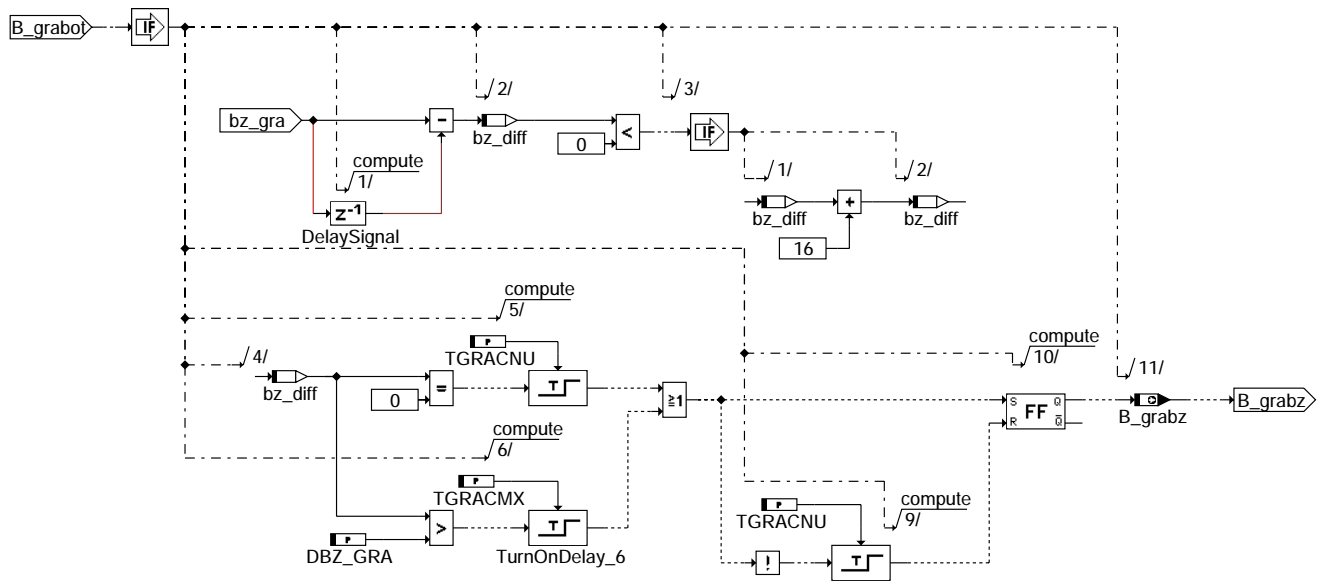 B_grabot
IF
2/
3/
bz_gra
-
bz_diff
0
<
IF
compute
1/
1/
2/
z-1
DelaySignal
bz_diff
+
bz_diff
16
compute
5/
4/
P
TGRACNU
compute
10/
11/
bz_diff
0
=
T
≥1
S Q
FF
R Q
B_grabz
B_grabz
compute
6/
P
TGRACMX
P
TGRACNU
compute
9/
P
DBZ_GRA
>
T
TurnOnDelay_6
!
T